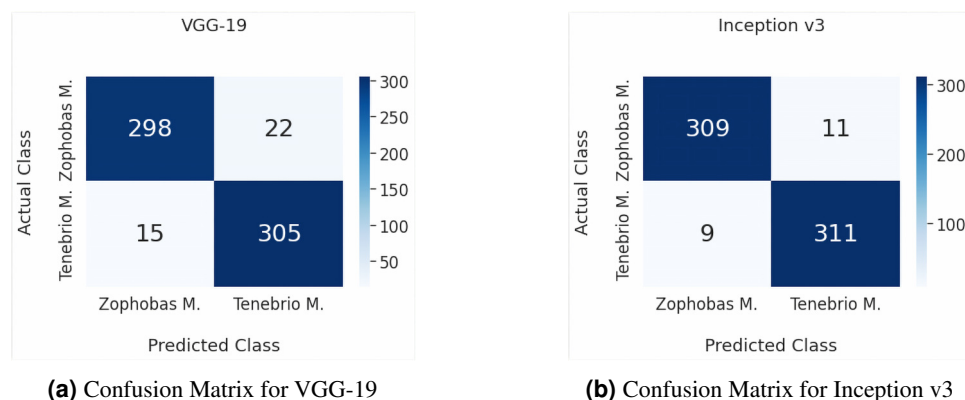 VGG-19
Actual Class
Zophobas M.
Tenebrio M.
298
22
15
305
300
250
200
150
100
50
Zophobas M.
Tenebrio M.
Predicted Class
(a) Confusion Matrix for VGG-19
Inception v3
Actual Class
Zophobas M.
Tenebrio M.
309
11
9
311
300
200
100
Zophobas M.
Tenebrio M.
Predicted Class
(b) Confusion Matrix for Inception v3